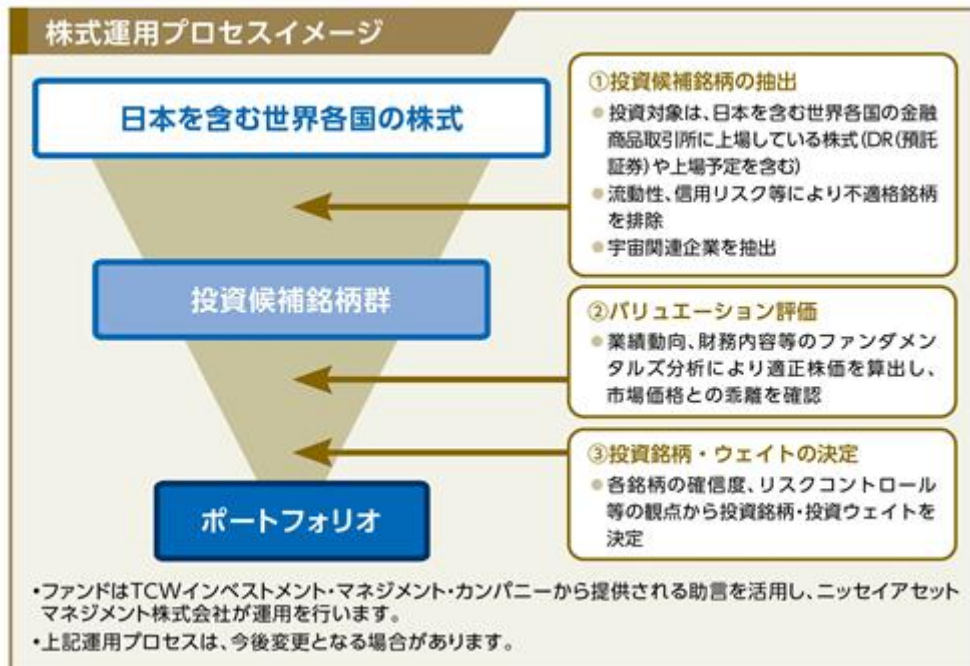 株式運用プロセスイメージ
日本を含む世界各国の株式
①投資候補銘柄の抽出
●投資対象は、日本を含む世界各国の金融
商品取引所に上場している株式(DR(預託
証券)や上場予定を含む)
●流動性、信用リスク等により不適格銘柄
を排除
●宇宙関連企業を抽出
投資候補銘柄群
②バリュエーション評価
●業績動向、財務内容等のファンダメン
タルズ分析により適正株価を算出し、
市場価格との乖離を確認
③投資銘柄・ウェイトの決定
●各銘柄の確信度、リスクコントロール
等の観点から投資銘柄・投資ウェイトを
決定
ポートフォリオ
・ファンドはTCWインベストメント・マネジメント・カンパニーから提供される助言を活用し、ニッセイアセット
マネジメント株式会社が運用を行います。
・上記運用プロセスは、今後変更となる場合があります。